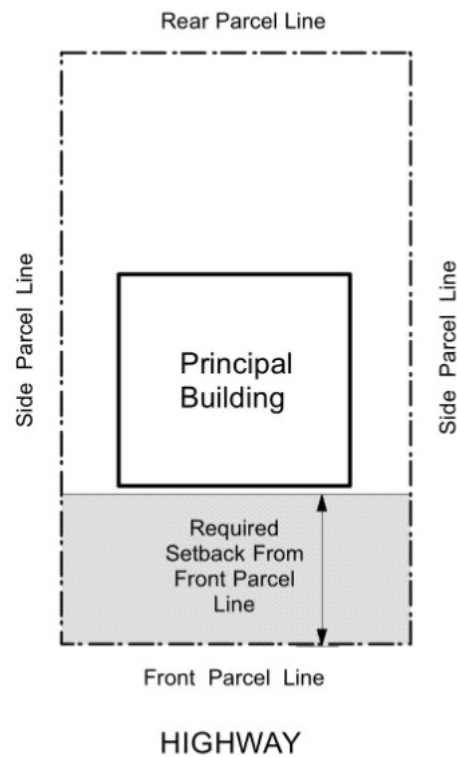 Rear Parcel Line
Side Parcel Line
Side Parcel Line
Principal
Building
Required
Setback From
Front Parcel
Line
Front Parcel Line
HIGHWAY